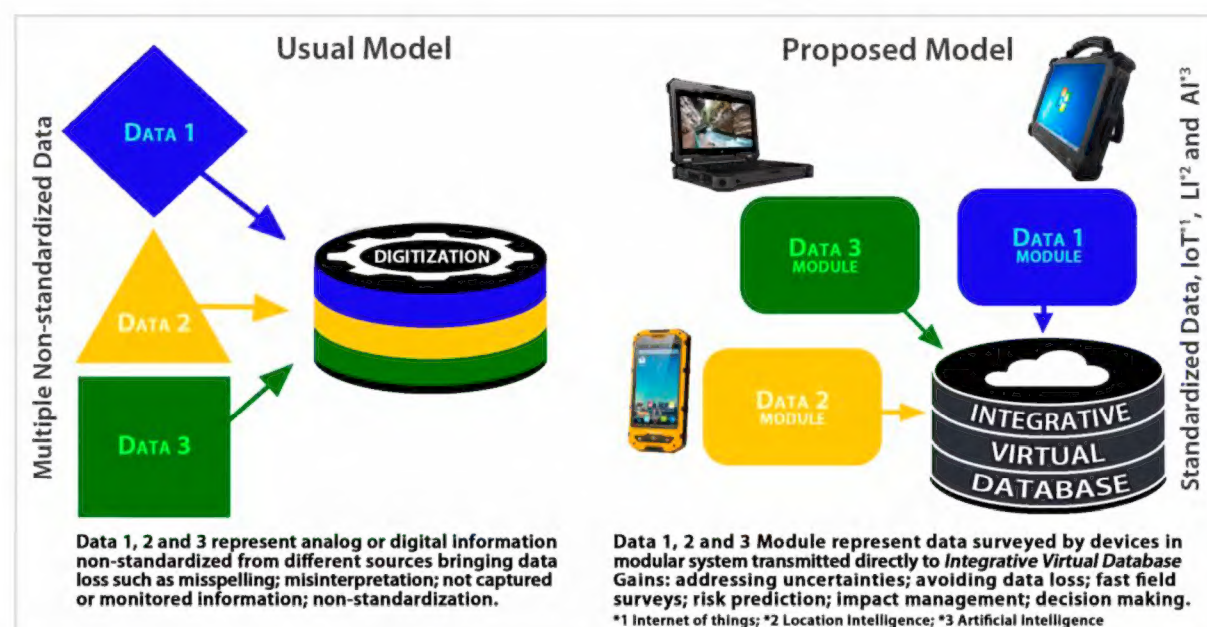 Usual Model
Multiple Non-standardized Data
DATA 1
DATA 2
DATA 3
DIGITIZATION
Data 1, 2 and 3 represent analog or digital information
non-standardized from different sources bringing data
loss such as misspelling; misinterpretation; not captured
or monitored information; non-standardization.
Proposed Model
DATA 3
MODULE
DATA 1
MODULE
DATA 2
MODULE
INTEGRATIVE
VIRTUAL
DATABASE
Standardized Data, IoT*1, LI*2 and AI*3
Data 1, 2 and 3 Module represent data surveyed by devices in
modular system transmitted directly to Integrative Virtual Database
Gains: addressing uncertainties; avoiding data loss; fast field
surveys; risk prediction; impact management; decision making.
*1 Internet of things; *2 Location Intelligence; *3 Artificial Intelligence